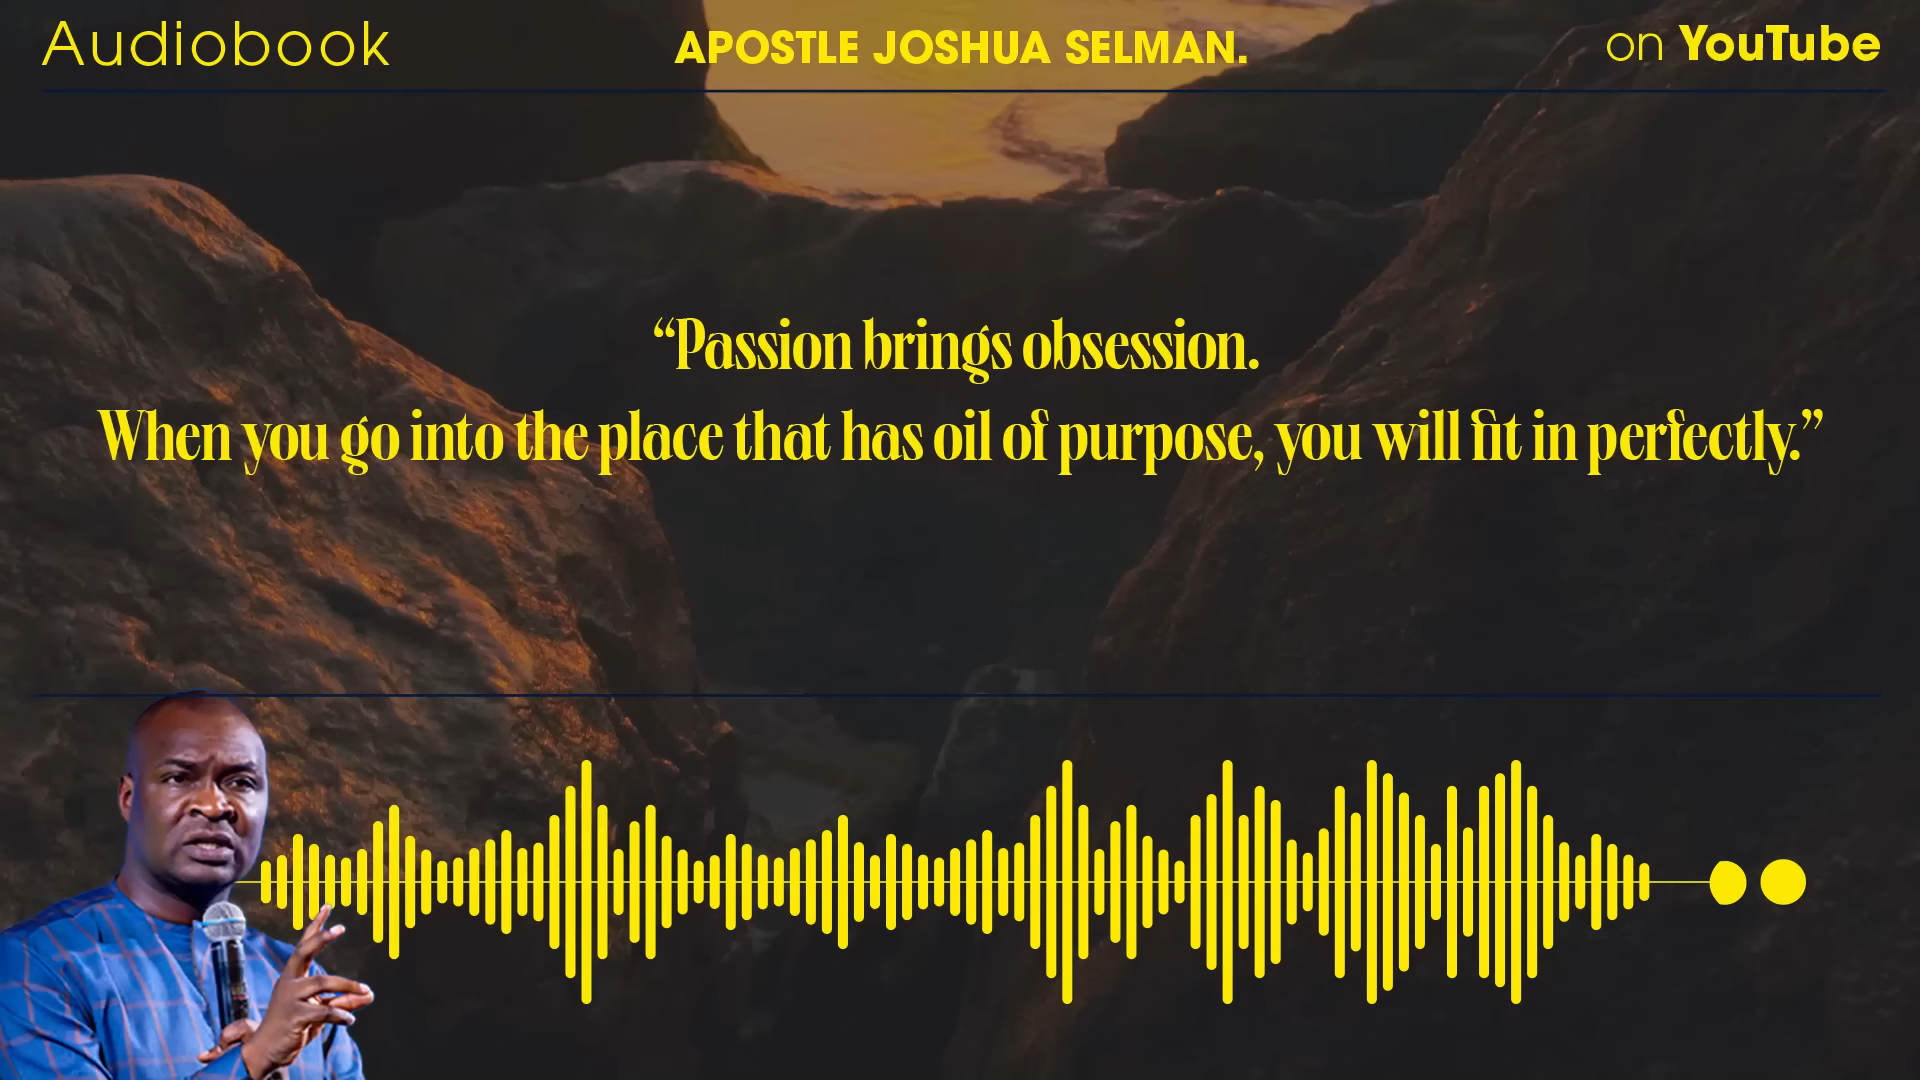 Audiobook
APOSTLE JOSHUA SELMAN.
on YouTube
“Passion brings obsession.
When you go into the place that has oil of purpose, you will fit in perfectly.”